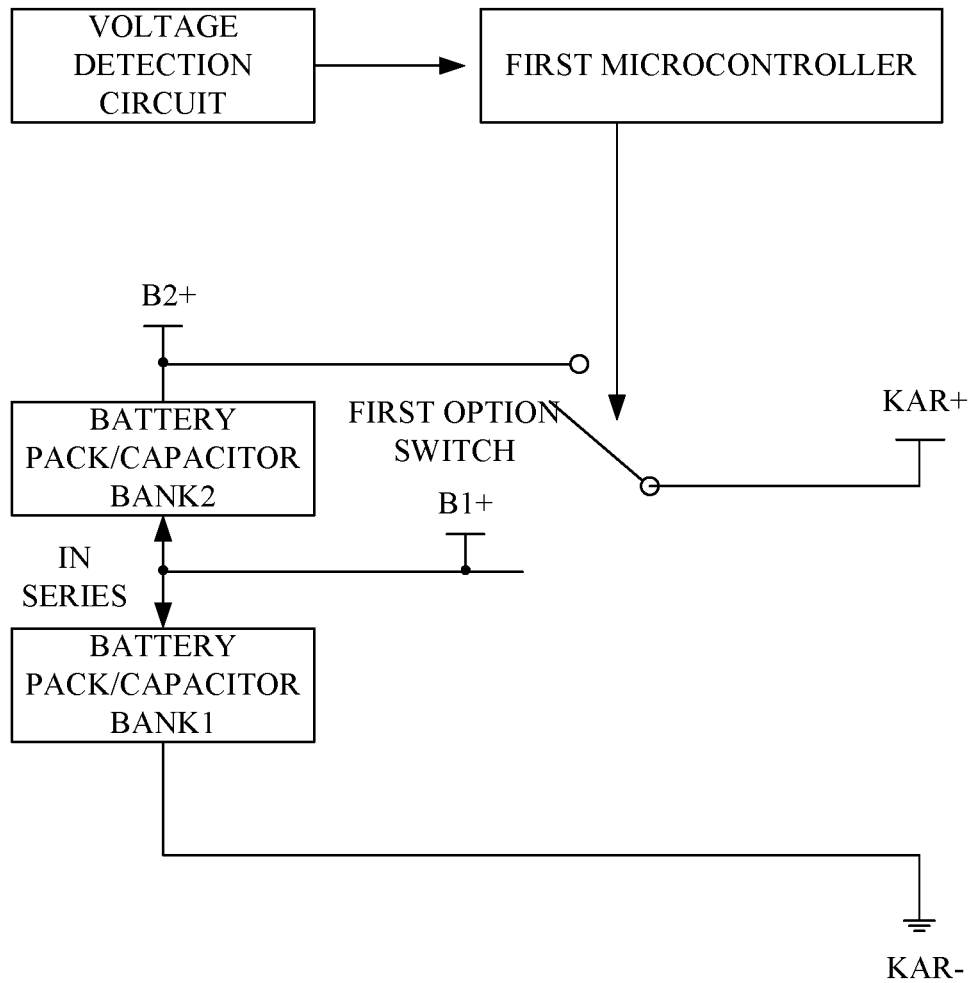 VOLTAGE
DETECTION
CIRCUIT
FIRST MICROCONTROLLER
B2+
BATTERY
PACK/CAPACITOR
BANK2
FIRST OPTION
SWITCH
KAR+
B1+
IN
SERIES
BATTERY
PACK/CAPACITOR
BANK1
KAR-